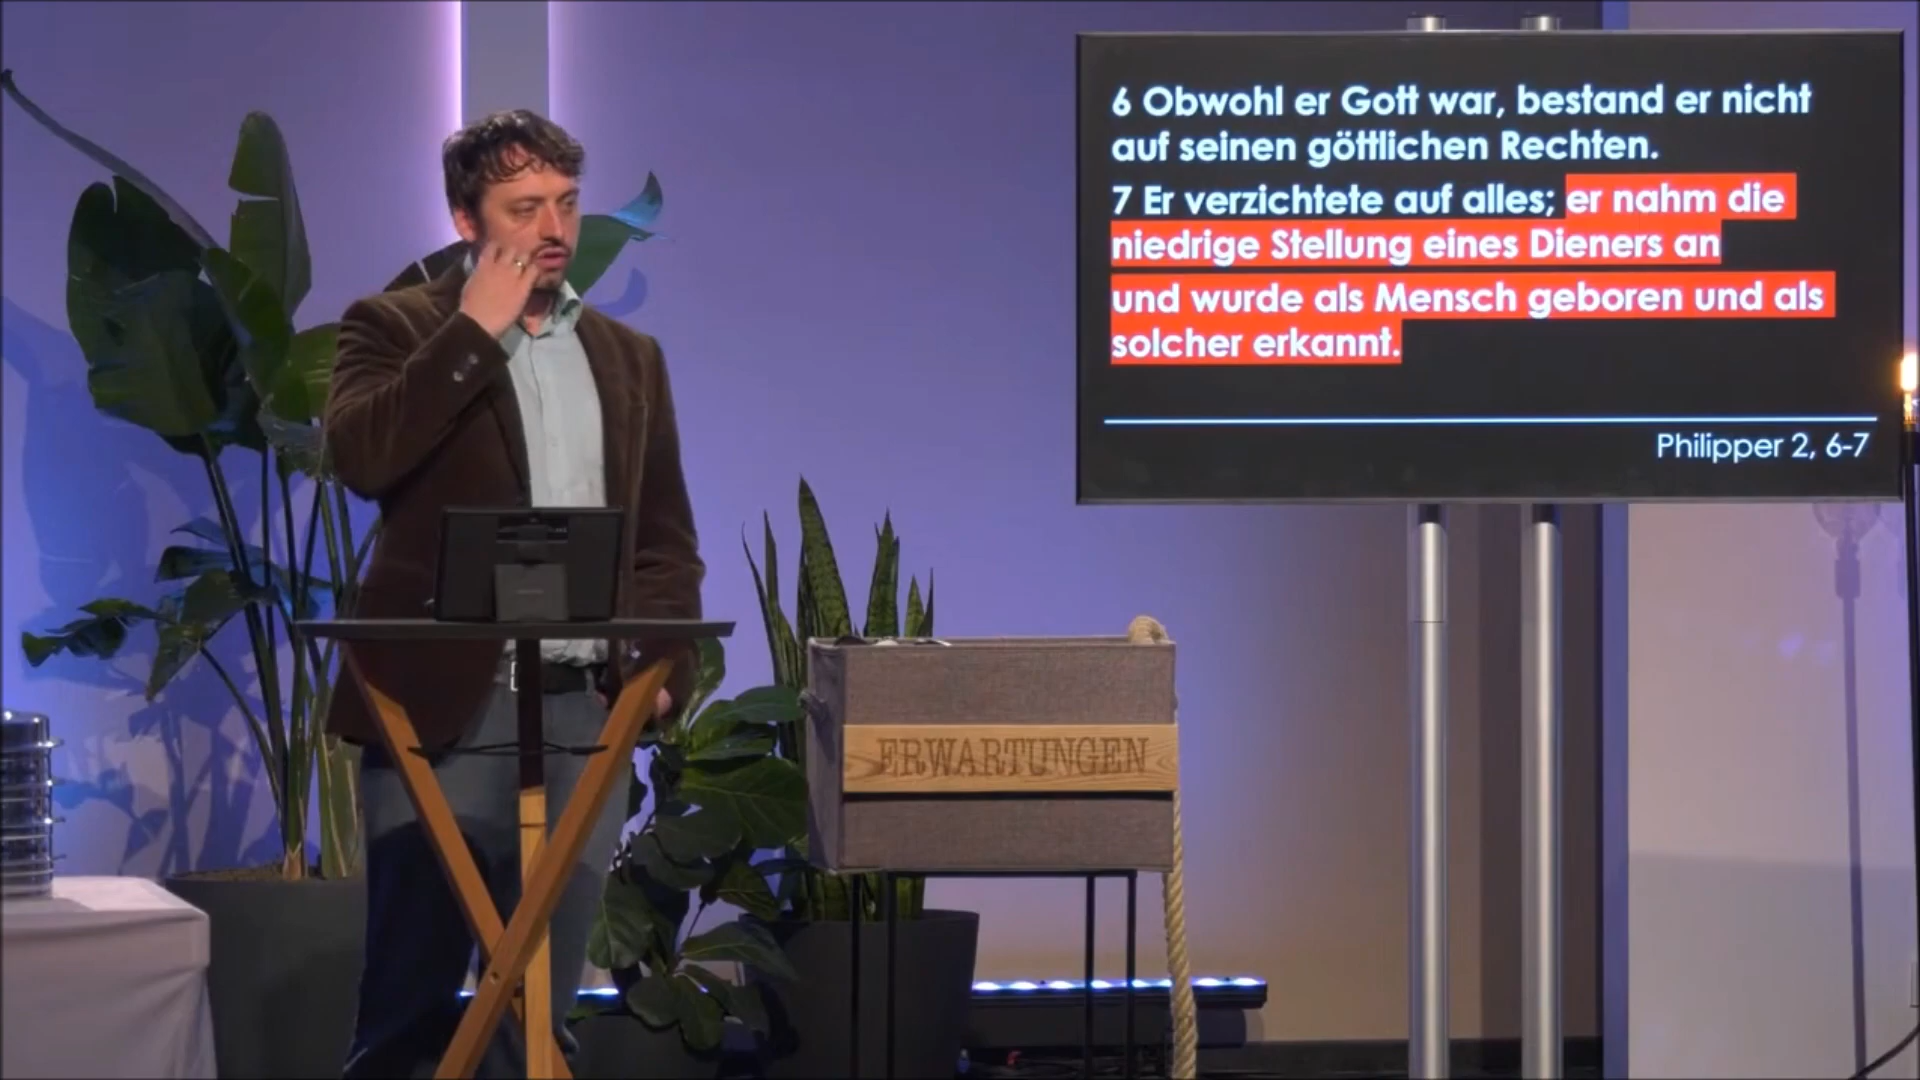 6 Obwohl er Gott war, bestand er nicht
auf seinen göttlichen Rechten.
7 Er verzichtete auf alles; er nahm die
niedrige Stellung eines Dieners an
und wurde als Mensch geboren und als
solcher erkannt.
Philipper 2, 6-7
ERWARTUNGEN